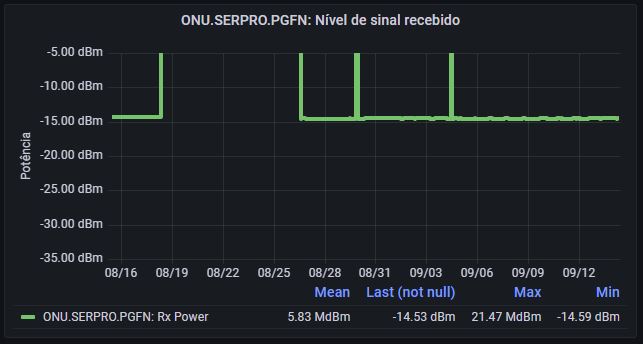 ONU.SERPRO.PGFN: Nível de sinal recebido
-5.00 dBm
-10.00 dBm
-15.00 dBm
-20.00 dBm
-25.00 dBm
-30.00 dBm
-35.00 dBm
Potência
08/16 08/19 08/22 08/25 08/28 08/31 09/03 09/06 09/09 09/12
Mean Last (not null) Max Min
ONU.SERPRO.PGFN: Rx Power 5.83 MdBm -14.53 dBm 21.47 MdBm -14.59 dBm